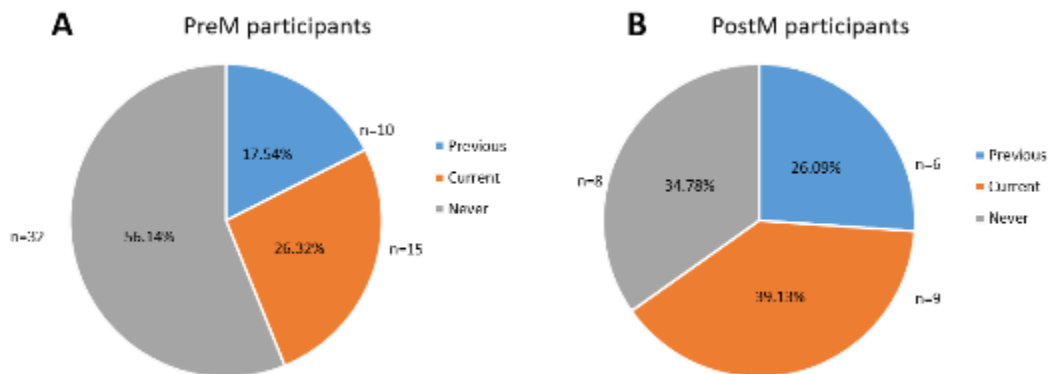 A
PreM participants
n=10
17.54%
Previous
Current
Never
n=32
56.14%
26.32%
n=15
B
PostM participants
n=8
34.78%
26.09%
n=6
Previous
Current
Never
39.13%
n=9